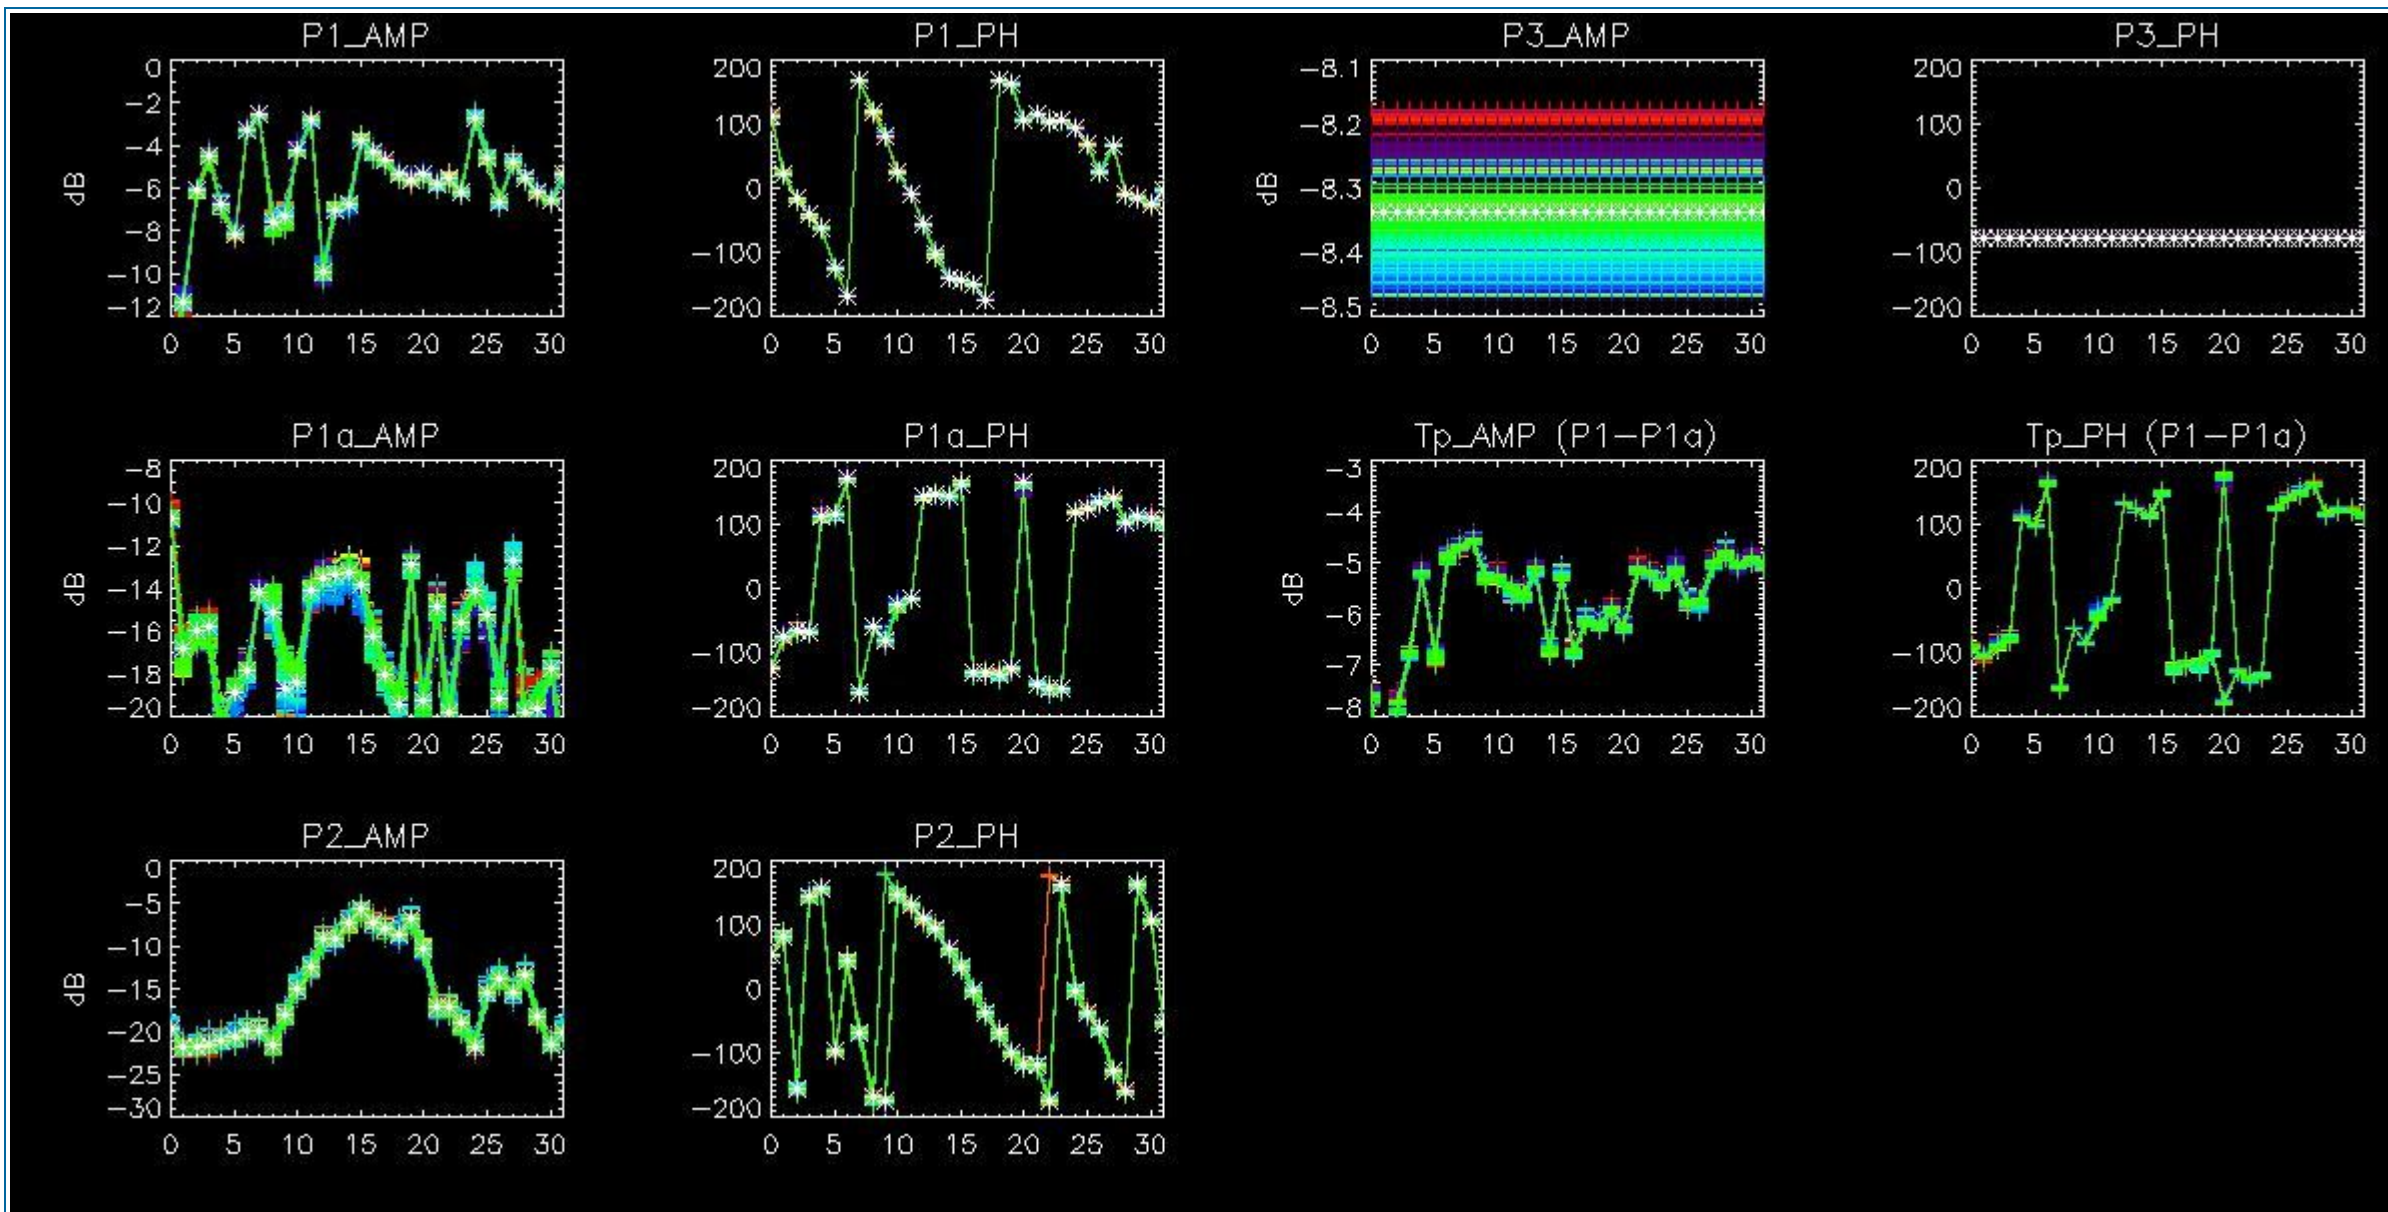 P1_AMP P1_PH P3_AMP P3_PH
0 200 -8.1 200
-2 100 -8.2 100
-4 0 -8.3 0
-6 -100 -8.4 -100
-8 -200 -8.5 -200
-10
-12
dB dB
0 5 10 15 20 25 30 0 5 10 15 20 25 30 0 5 10 15 20 25 30 0 5 10 15 20 25 30
P1a_AMP P1a_PH Tp_AMP (P1-P1a) Tp_PH (P1-P1a)
-8 200 -3 200
-10 100 -4 100
-12 0 -5 0
-14 -100 -6 -100
-16 -200 -7 -200
-18 -8
-20
dB dB
0 5 10 15 20 25 30 0 5 10 15 20 25 30 0 5 10 15 20 25 30 0 5 10 15 20 25 30
P2_AMP P2_PH
0 200
-5 100
-10 0
-15 -100
-20 -200
-25
-30
dB
0 5 10 15 20 25 30 0 5 10 15 20 25 30